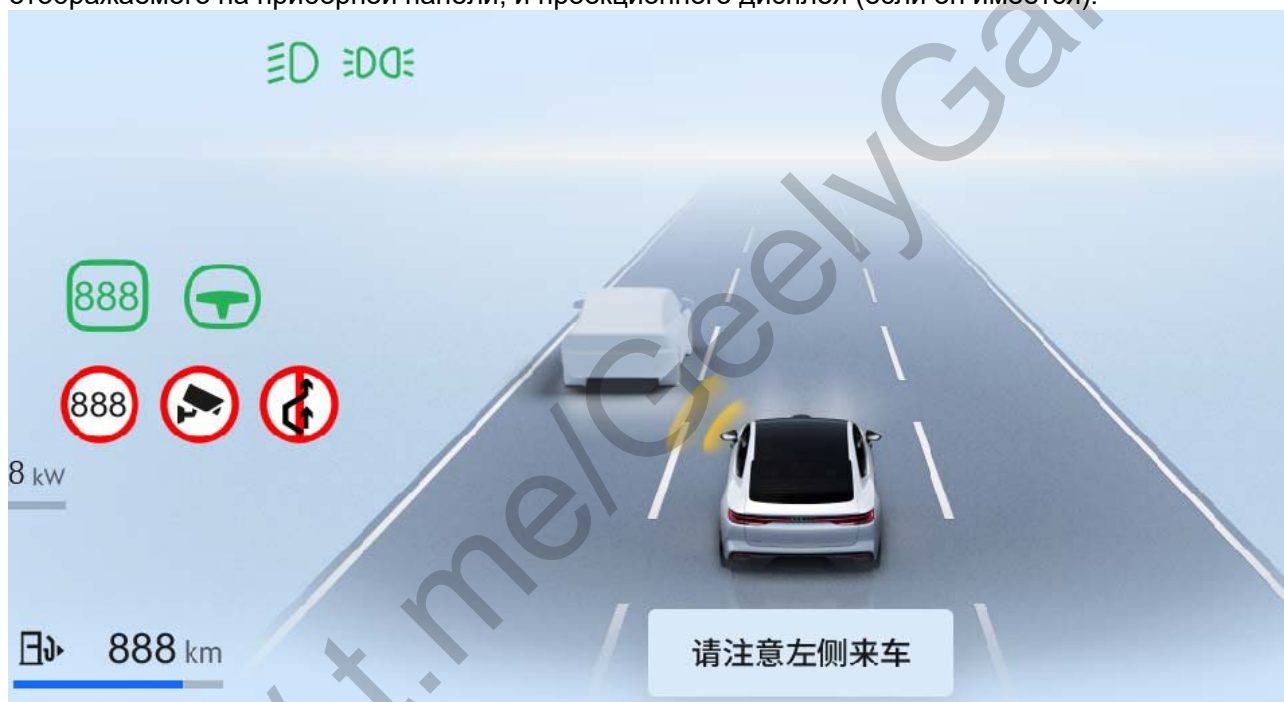 отображаемого на приборной панели, и проекционного дисплея (если он имеется).
888
888
8 kW
888 km
请注意左侧来车
t.me/GeelyGa